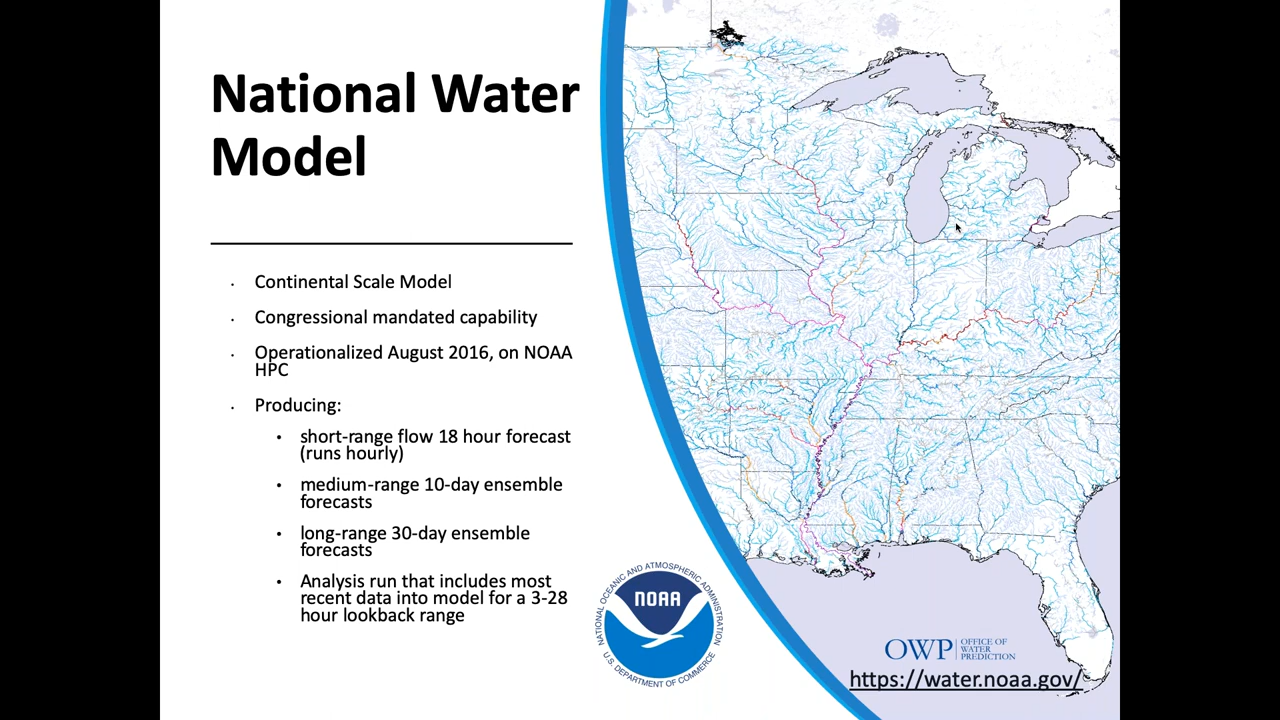 National Water
Model
Continental Scale Model
Congressional mandated capability
Operationalized August 2016, on NOAA
HPC
Producing:
short-range flow 18 hour forecast
(runs hourly)
medium-range 10-day ensemble
forecasts
long-range 30-day ensemble
forecasts
Analysis run that includes most
recent data into model for a 3-28
hour lookback range
NATIONAL OCEANIC AND ATMOSPHERIC ADMINISTRATION
NOAA
U.S. DEPARTMENT OF COMMERCE
OWP
OFFICE OF
WATER
PREDICTION
https://water.noaa.gov/